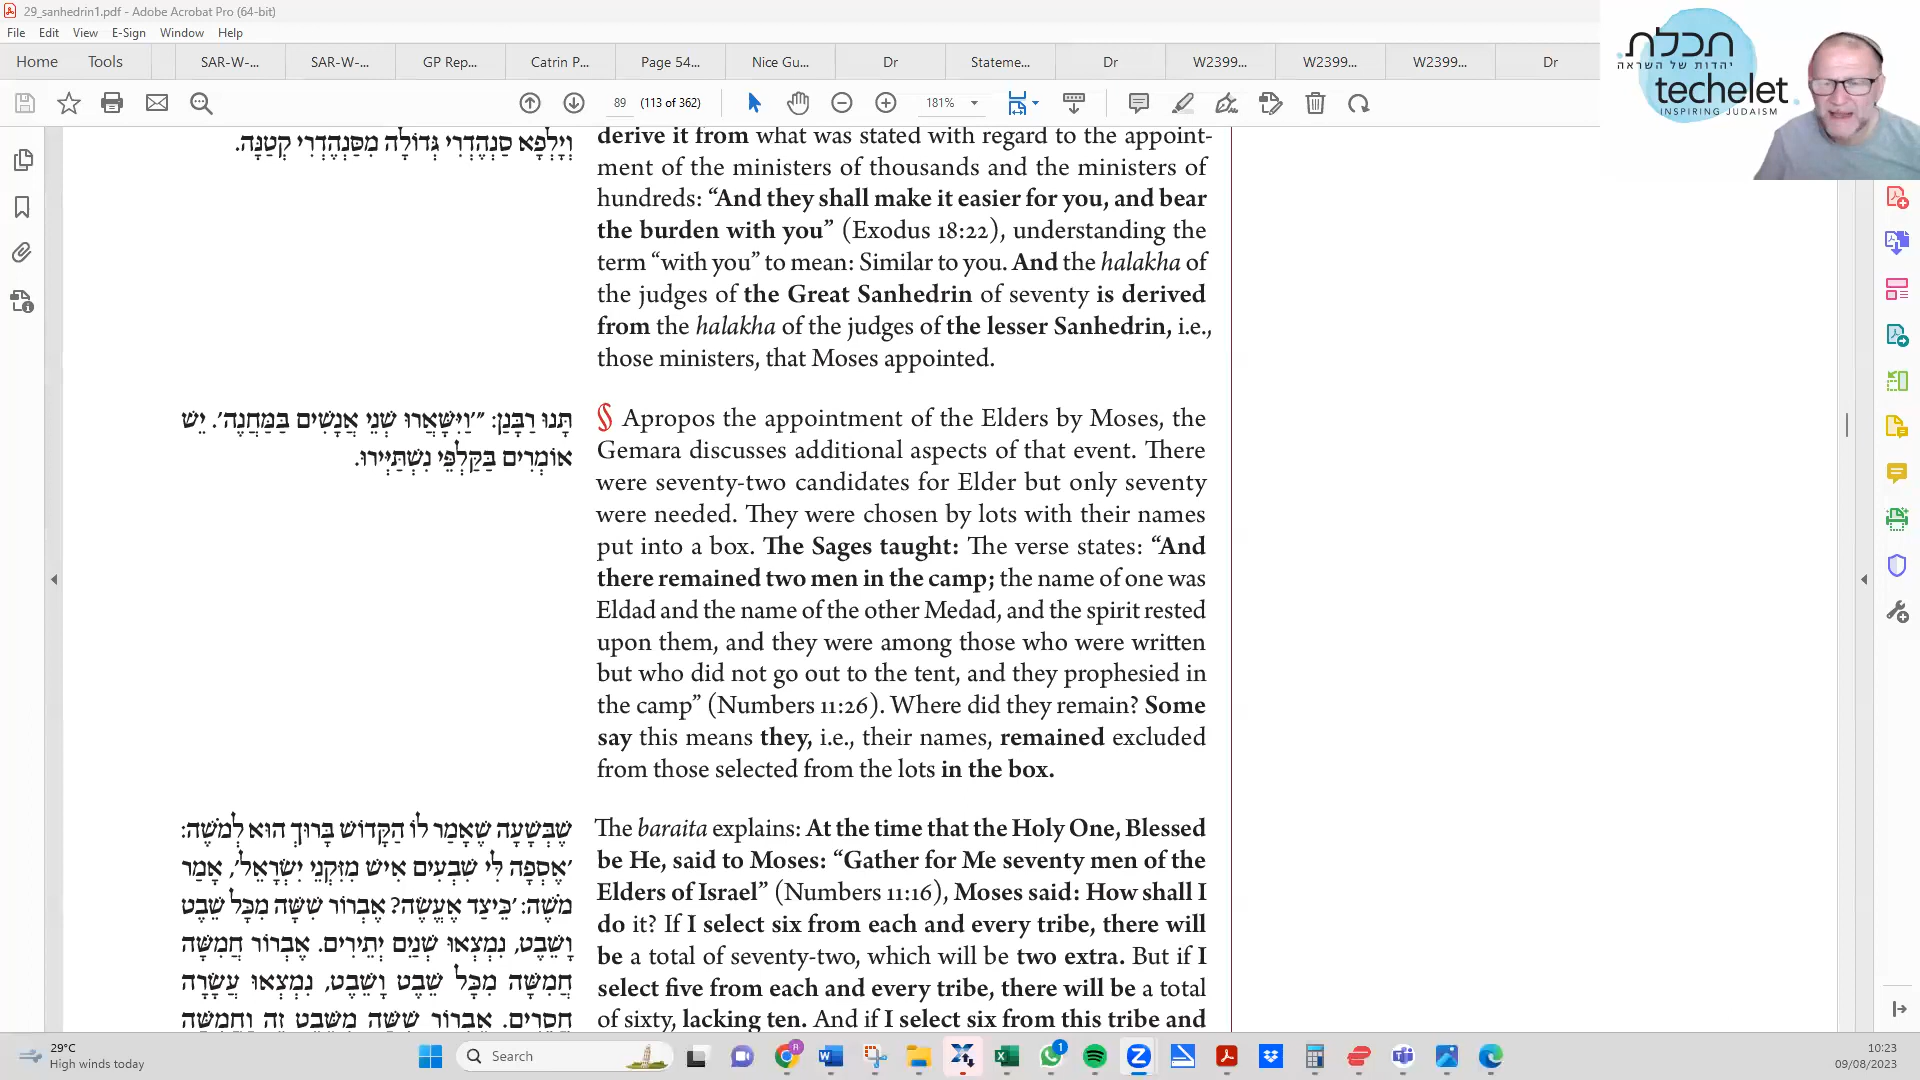 29_sanhedrin1.pdf - Adobe Acrobat Pro (64-bit)
File Edit View E-Sign Window Help
Home Tools SAR-W-... SAR-W-... GP Rep... Catrin P... Page 54... Nice Gu... Dr Stateme... Dr W2399... W2399... W2399... Dr
89 (113 of 362) 181%
תכלת
יהדות של השראה
techelet
INSPIRING JUDAISM
וְיָלְפָא סַנְהֶדְרֵי גְּדוֹלָה מִסַּנְהֶדְרֵי קְטַנָּה.
derive it from what was stated with regard to the appoint-
ment of the ministers of thousands and the ministers of
hundreds: “And they shall make it easier for you, and bear
the burden with you” (Exodus 18:22), understanding the
term “with you” to mean: Similar to you. And the halakha of
the judges of the Great Sanhedrin of seventy is derived
from the halakha of the judges of the lesser Sanhedrin, i.e.,
those ministers, that Moses appointed.
תָּנוּ רַבָּנַן: ״׳וַיִּשָּׁאֲרוּ שְׁנֵי אֲנָשִׁים בַּמַּחֲנֶה׳. יֵשׁ
אוֹמְרִים בַּקַּלְפֵּי נִשְׁתַּיְּירוּ.
§ Apropos the appointment of the Elders by Moses, the
Gemara discusses additional aspects of that event. There
were seventy-two candidates for Elder but only seventy
were needed. They were chosen by lots with their names
put into a box. The Sages taught: The verse states: “And
there remained two men in the camp; the name of one was
Eldad and the name of the other Medad, and the spirit rested
upon them, and they were among those who were written
but who did not go out to the tent, and they prophesied in
the camp” (Numbers 11:26). Where did they remain? Some
say this means they, i.e., their names, remained excluded
from those selected from the lots in the box.
שֶׁבְּשָׁעָה שֶׁאָמַר לוֹ הַקָּדוֹשׁ בָּרוּךְ הוּא לְמֹשֶׁה:
׳אֶסְפָה לִּי שִׁבְעִים אִישׁ מִזִּקְנֵי יִשְׂרָאֵל׳, אָמַר
מֹשֶׁה: ׳כֵּיצַד אֶעֱשֶׂה? אֶבְרוֹר שִׁשָּׁה מִכָּל שֵׁבֶט
וָשֵׁבֶט, נִמְצְאוּ שְׁנַיִם יְתֵירִים. אֶבְרוֹר חֲמִשָּׁה
חֲמִשָּׁה מִכָּל שֵׁבֶט וָשֵׁבֶט, נִמְצְאוּ עֲשָׂרָה
חֲסֵרִים. אֶבְרוֹר שִׁשָּׁה מִשֵּׁבֶט זֶה וַחֲמִשָּׁה
The baraita explains: At the time that the Holy One, Blessed
be He, said to Moses: “Gather for Me seventy men of the
Elders of Israel” (Numbers 11:16), Moses said: How shall I
do it? If I select six from each and every tribe, there will
be a total of seventy-two, which will be two extra. But if I
select five from each and every tribe, there will be a total
of sixty, lacking ten. And if I select six from this tribe and
29°C
High winds today
Search
1
10:23
09/08/2023